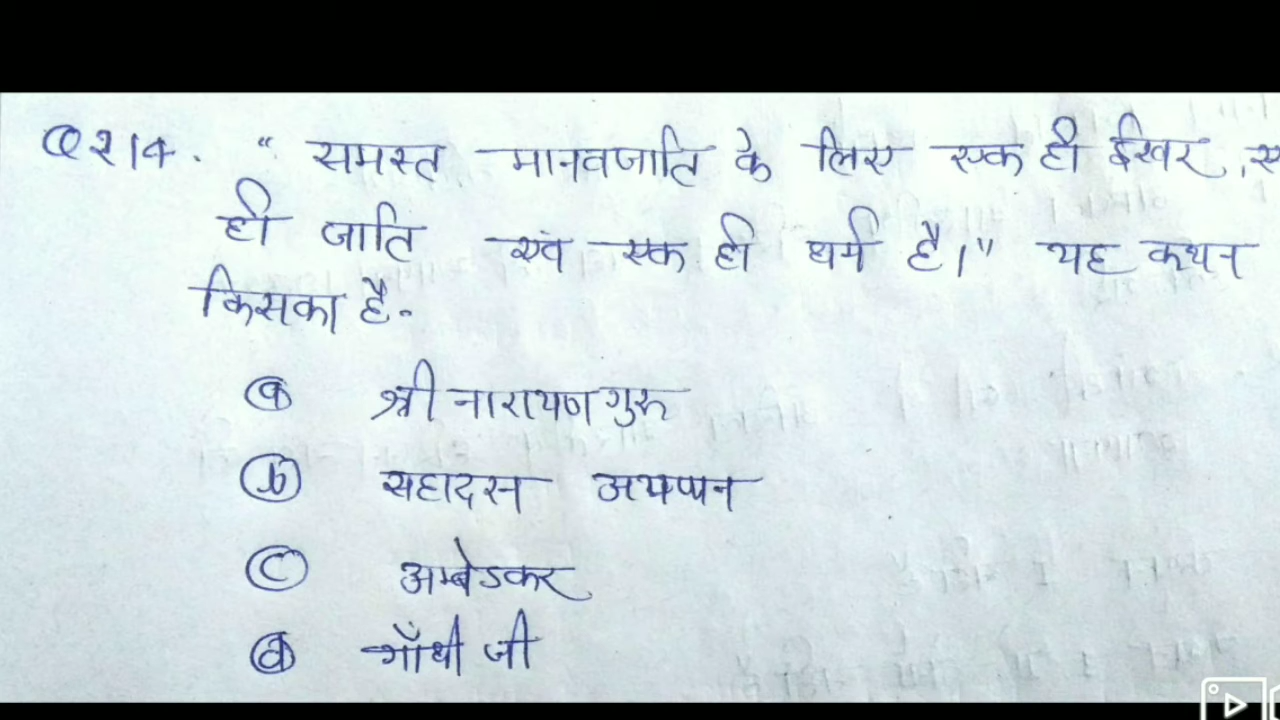 Q214. “ समस्त मानवजाति के लिए एक ही ईश्वर, ए
ही जाति एवं एक ही धर्म है।” यह कथन
किसका है-
(a) श्री नारायण गुरु
(b) सहादरन अयप्पन
(c) अम्बेडकर
(d) गाँधी जी